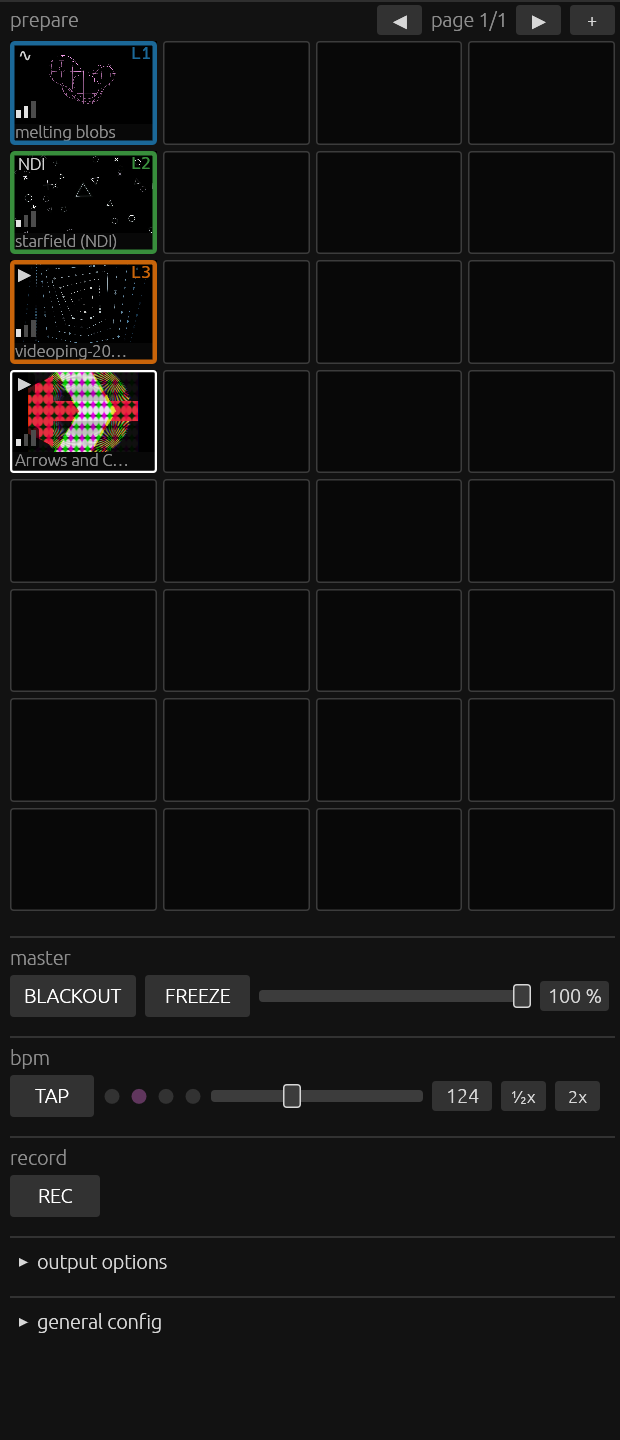 prepare ◀ page 1/1 ▶ +
∿ L1
melting blobs
NDI L2
starfield (NDI)
▶ L3
videoping-20...
▶
Arrows and C...
master
BLACKOUT FREEZE 100 %
bpm
TAP 124 ½x 2x
record
REC
▸ output options
▸ general config